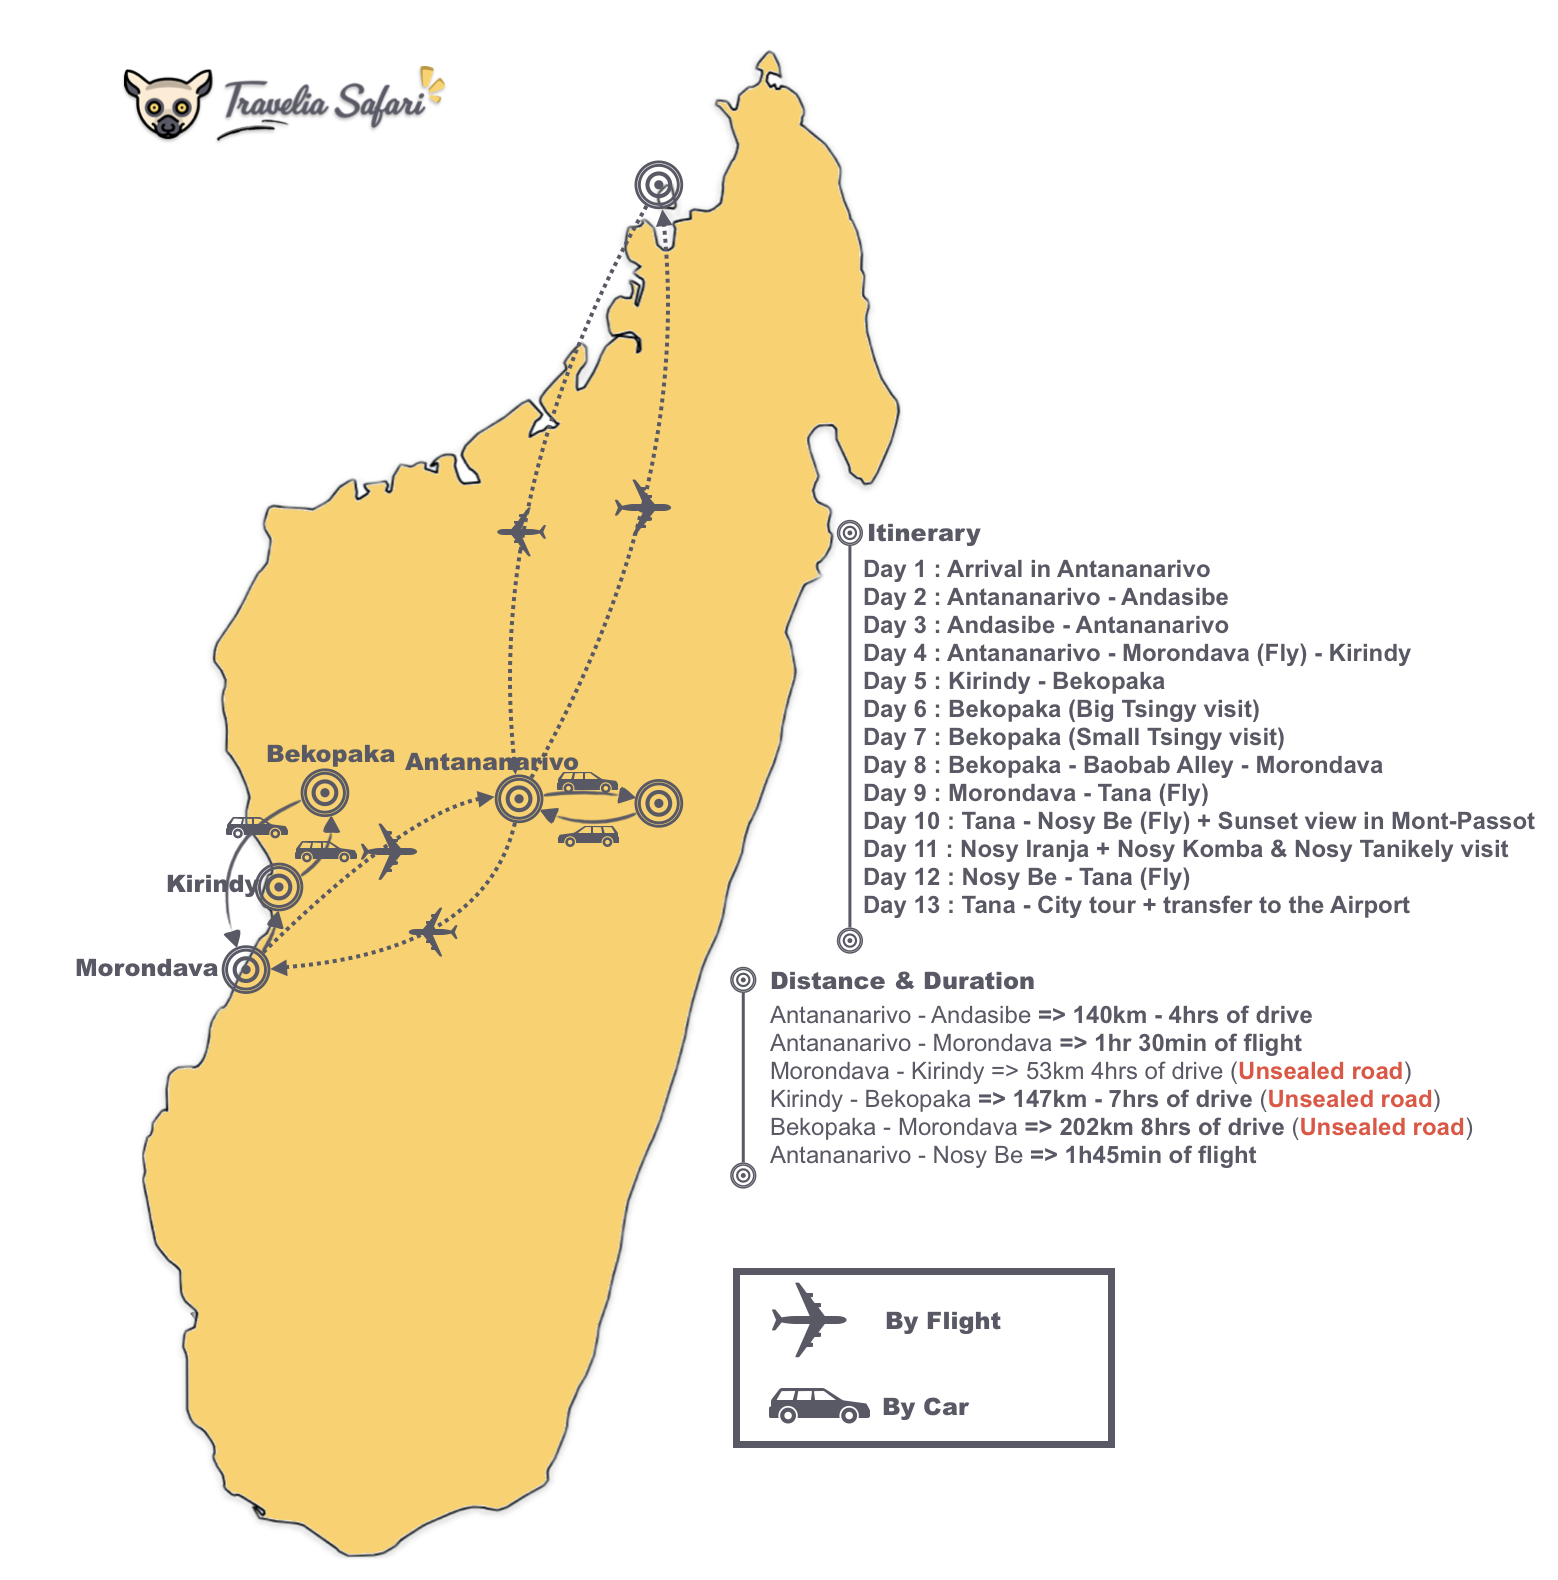 Travelia Safari
Bekopaka
Antananarivo
Kirindy
Morondava
Itinerary
Day 1 : Arrival in Antananarivo
Day 2 : Antananarivo - Andasibe
Day 3 : Andasibe - Antananarivo
Day 4 : Antananarivo - Morondava (Fly) - Kirindy
Day 5 : Kirindy - Bekopaka
Day 6 : Bekopaka (Big Tsingy visit)
Day 7 : Bekopaka (Small Tsingy visit)
Day 8 : Bekopaka - Baobab Alley - Morondava
Day 9 : Morondava - Tana (Fly)
Day 10 : Tana - Nosy Be (Fly) + Sunset view in Mont-Passot
Day 11 : Nosy Iranja + Nosy Komba & Nosy Tanikely visit
Day 12 : Nosy Be - Tana (Fly)
Day 13 : Tana - City tour + transfer to the Airport
Distance & Duration
Antananarivo - Andasibe => 140km - 4hrs of drive
Antananarivo - Morondava => 1hr 30min of flight
Morondava - Kirindy => 53km 4hrs of drive (Unsealed road)
Kirindy - Bekopaka => 147km - 7hrs of drive (Unsealed road)
Bekopaka - Morondava => 202km 8hrs of drive (Unsealed road)
Antananarivo - Nosy Be => 1h45min of flight
By Flight
By Car